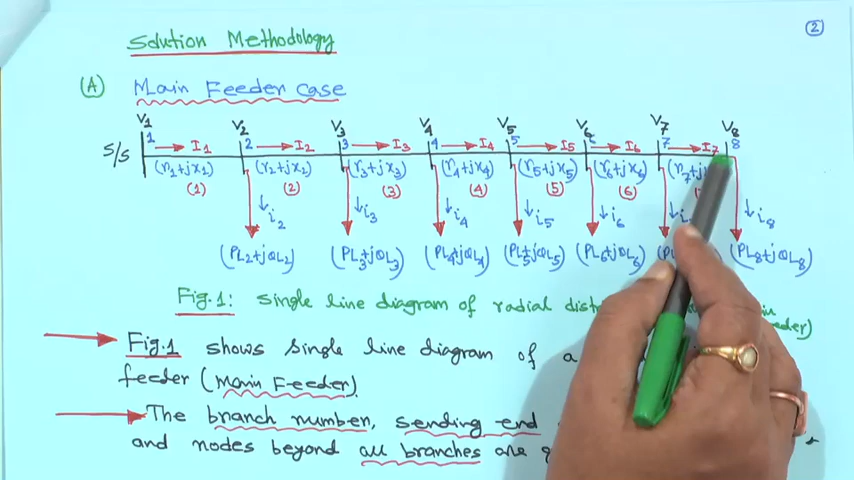 2
Solution Methodology
(A) Main Feeder case
V1 V2 V3 V4 V5 V6 V7 V8
S/S 1 I1 2 I2 3 I3 4 I4 5 I5 6 I6 7 I7 8
(r1+jx1) (r2+jx2) (r3+jx3) (r4+jx4) (r5+jx5) (r6+jx6) (r7+j
(1) (2) (3) (4) (5) (6)
i2 i3 i4 i5 i6 i8
(PL2+jQL2) (PL3+jQL3) (PL4+jQL4) (PL5+jQL5) (PL6+jQL6) (PL8+jQL8)
Fig.1: Single line diagram of radial
Fig.1 shows single line diagram of a
feeder (Main Feeder).
The branch number, sending end
and nodes beyond all branches are